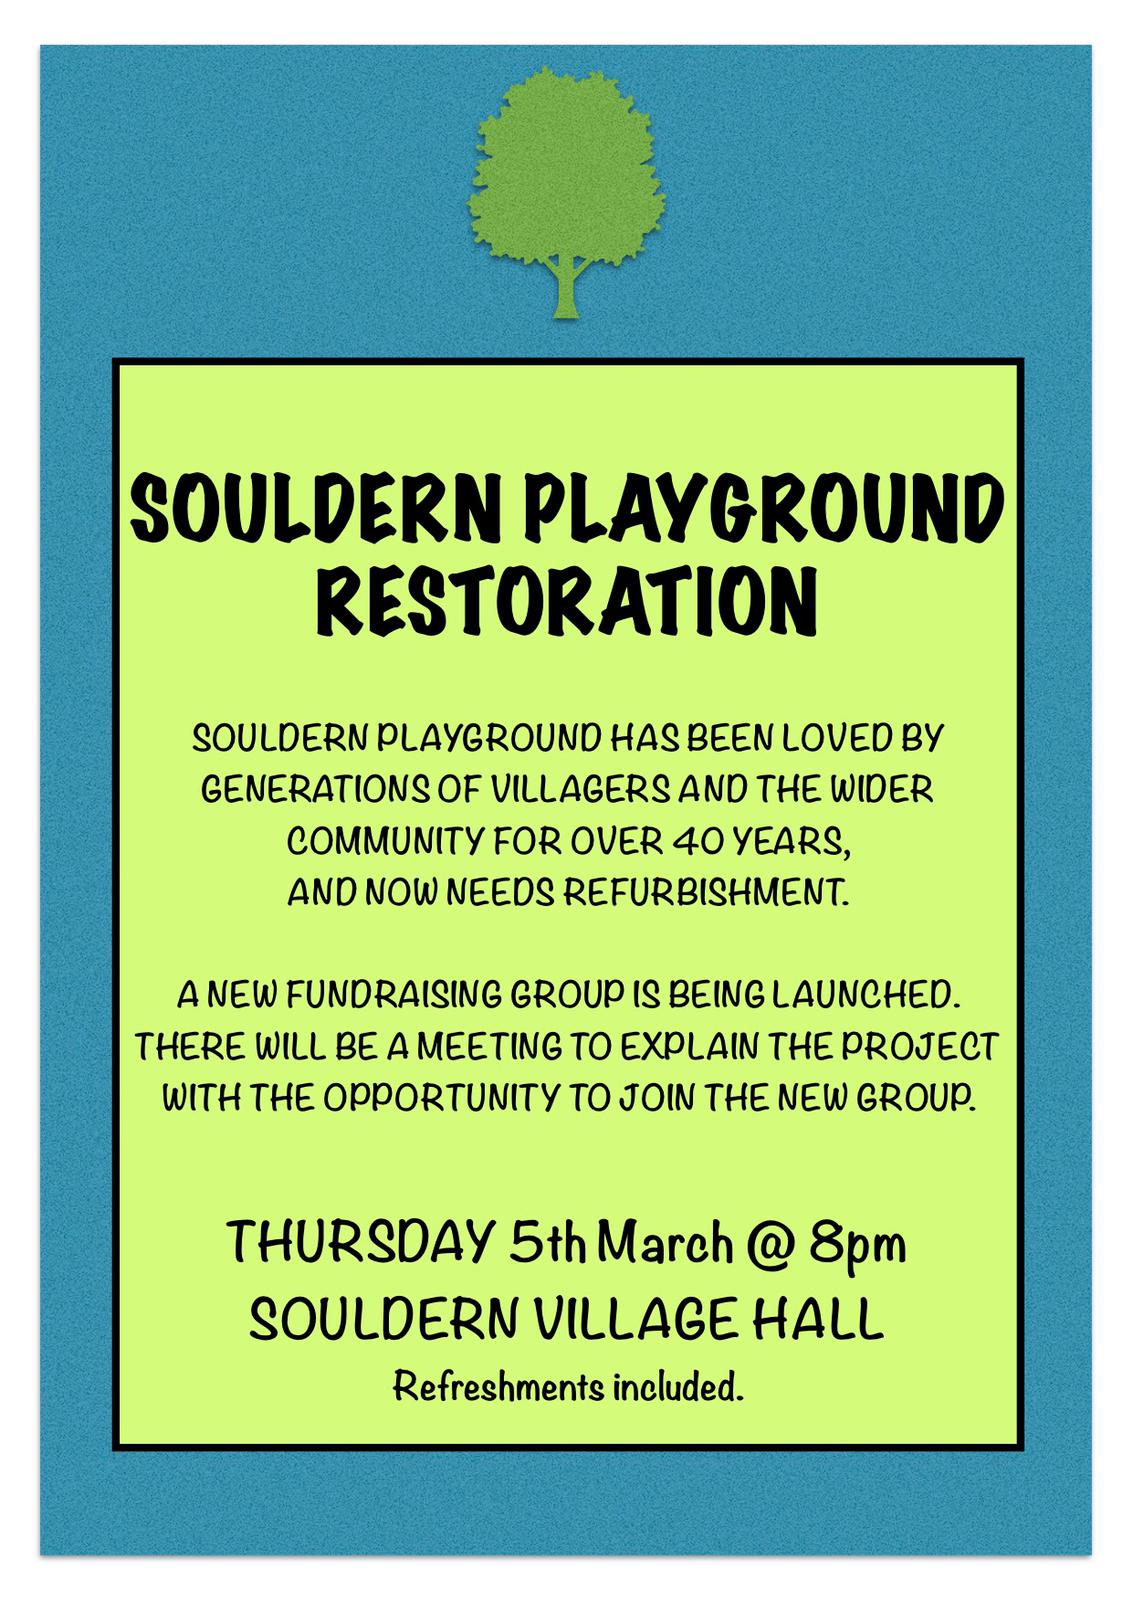 SOULDERN PLAYGROUND
RESTORATION
SOULDERN PLAYGROUND HAS BEEN LOVED BY
GENERATIONS OF VILLAGERS AND THE WIDER
COMMUNITY FOR OVER 40 YEARS,
AND NOW NEEDS REFURBISHMENT.
A NEW FUNDRAISING GROUP IS BEING LAUNCHED.
THERE WILL BE A MEETING TO EXPLAIN THE PROJECT
WITH THE OPPORTUNITY TO JOIN THE NEW GROUP.
THURSDAY 5th March @ 8pm
SOULDERN VILLAGE HALL
Refreshments included.